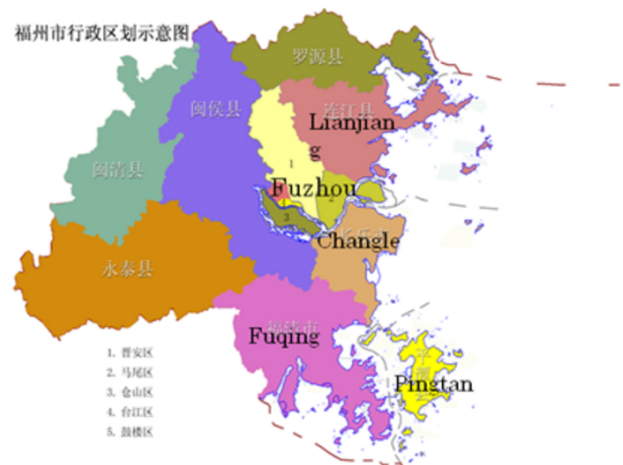 福州市行政区划示意图
罗源县
闽侯县
连江县
Lianjian
g
闽清县
1
Fuzhou
2
4
3
Changle
永泰县
Fuqing
Pingtan
1. 晋安区
2. 马尾区
3. 仓山区
4. 台江区
5. 鼓楼区